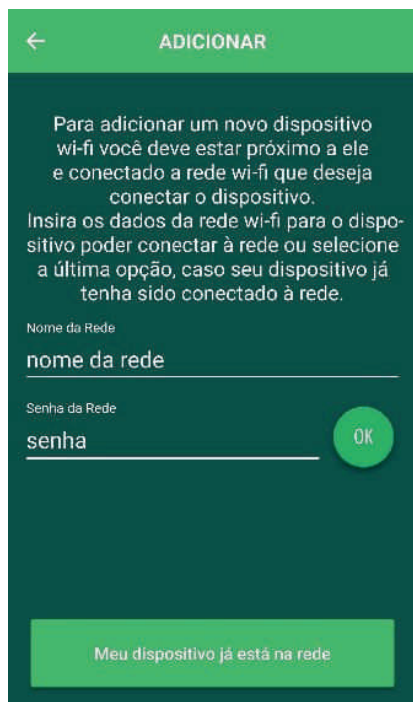 ADICIONAR
Para adicionar um novo dispositivo
wi-fi você deve estar próximo a ele
e conectado a rede wi-fi que deseja
conectar o dispositivo.
Insira os dados da rede wi-fi para o dispo-
sitivo poder conectar à rede ou selecione
a última opção, caso seu dispositivo já
tenha sido conectado à rede.
Nome da Rede
nome da rede
Senha da Rede
senha
OK
Meu dispositivo já está na rede